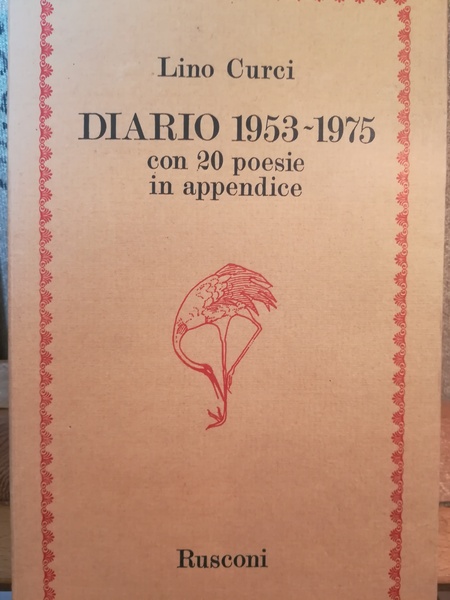 Lino Curci
DIARIO 1953-1975
con 20 poesie
in appendice
Rusconi